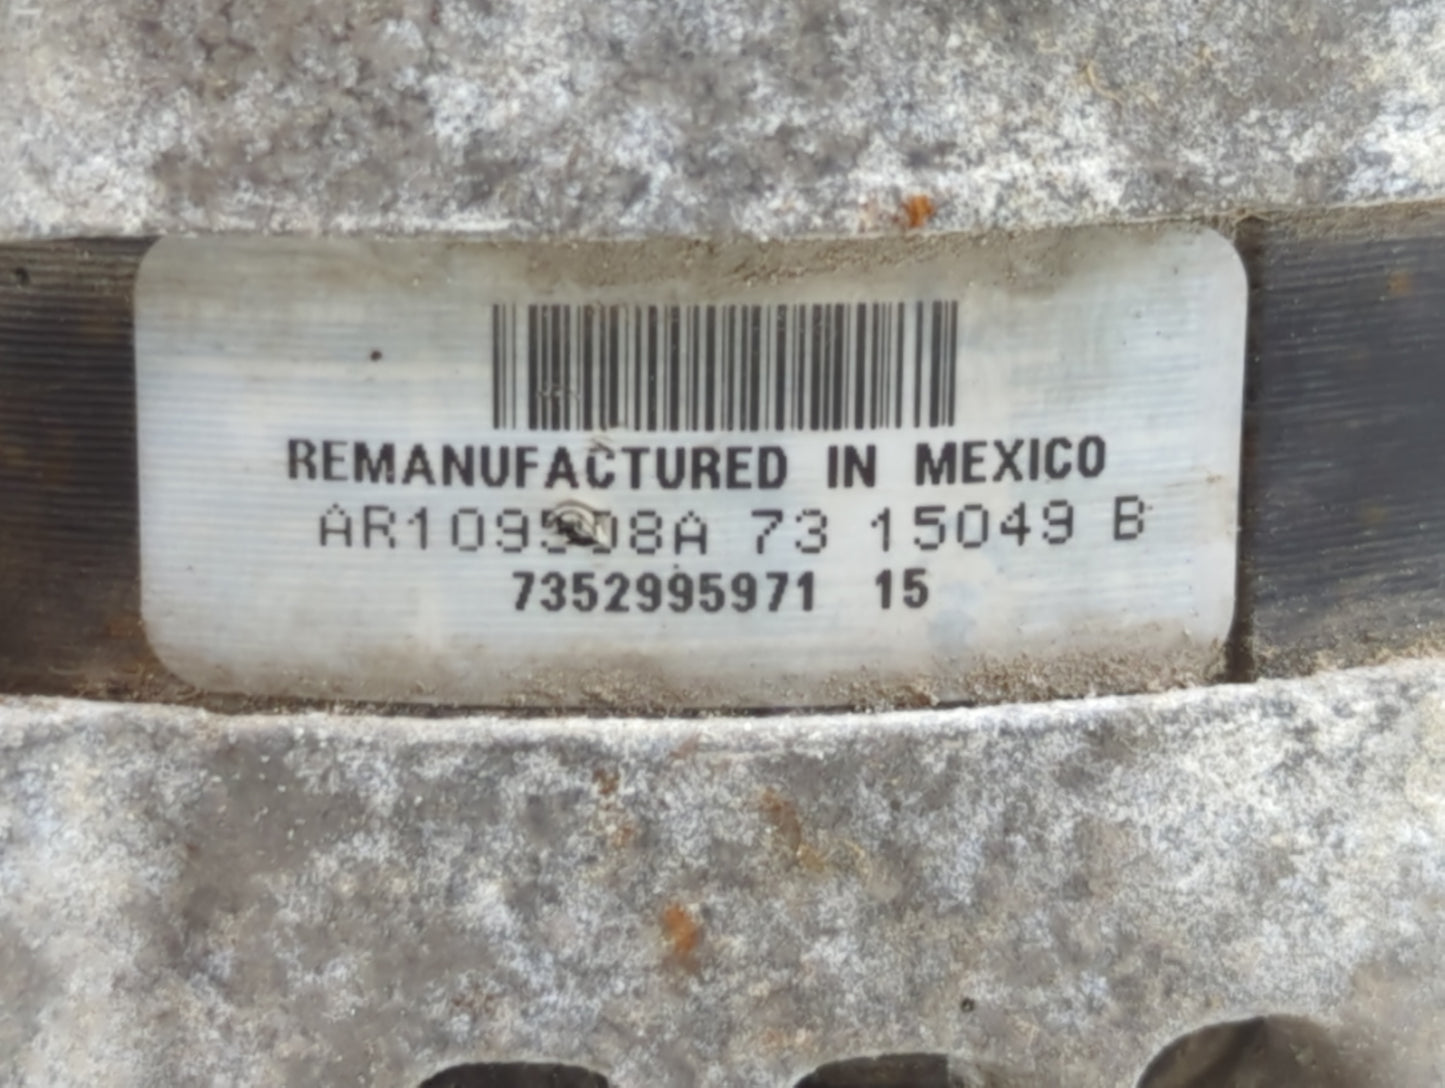 REMANUFACTURED IN MEXICO
73 15049 B
7352995971 15